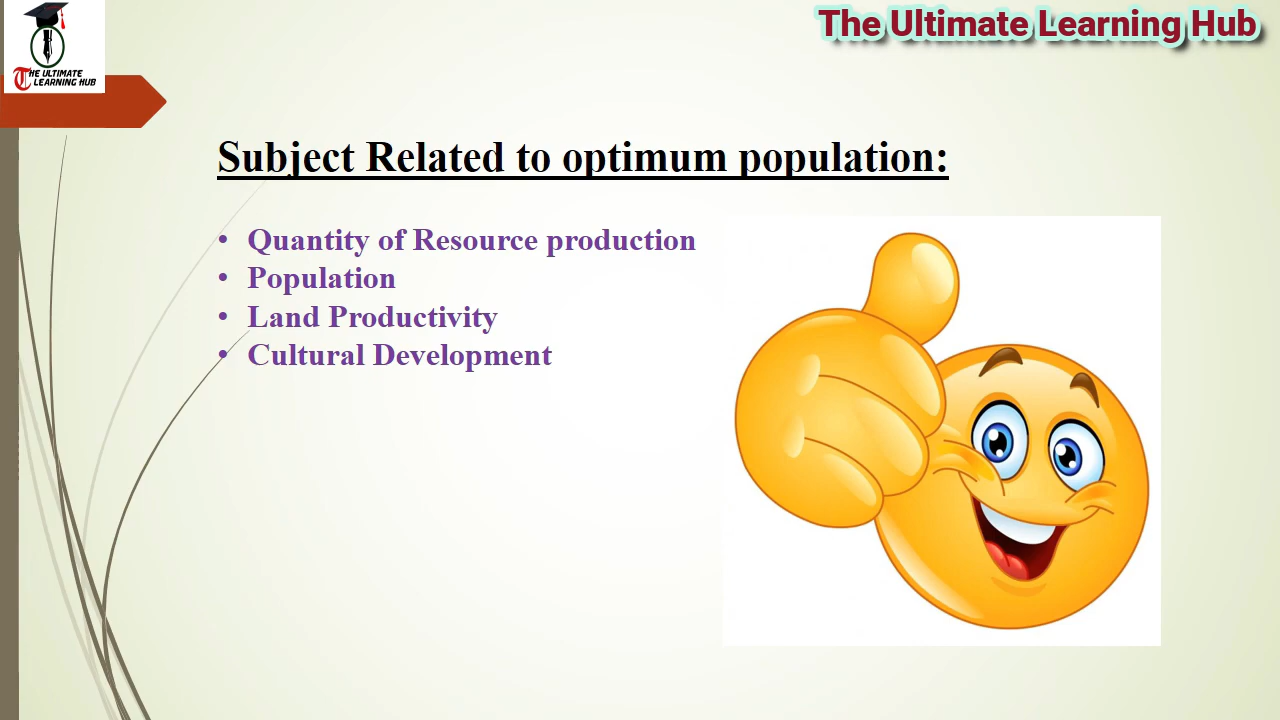 The Ultimate Learning Hub
THE ULTIMATE
LEARNING HUB
Subject Related to optimum population:
• Quantity of Resource production
• Population
• Land Productivity
• Cultural Development